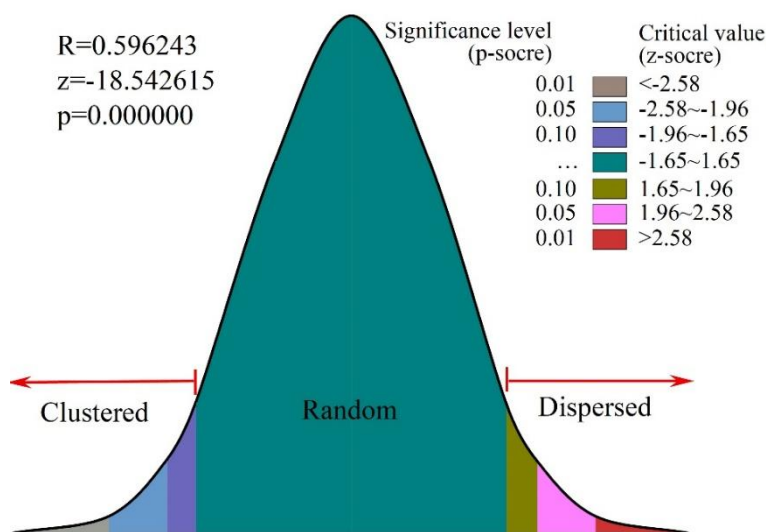 R=0.596243
z=-18.542615
p=0.000000
Significance level
(p-socre)
Critical value
(z-socre)
0.01 <-2.58
0.05 -2.58~-1.96
0.10 -1.96~-1.65
... -1.65~1.65
0.10 1.65~1.96
0.05 1.96~2.58
0.01 >2.58
Clustered
Random
Dispersed